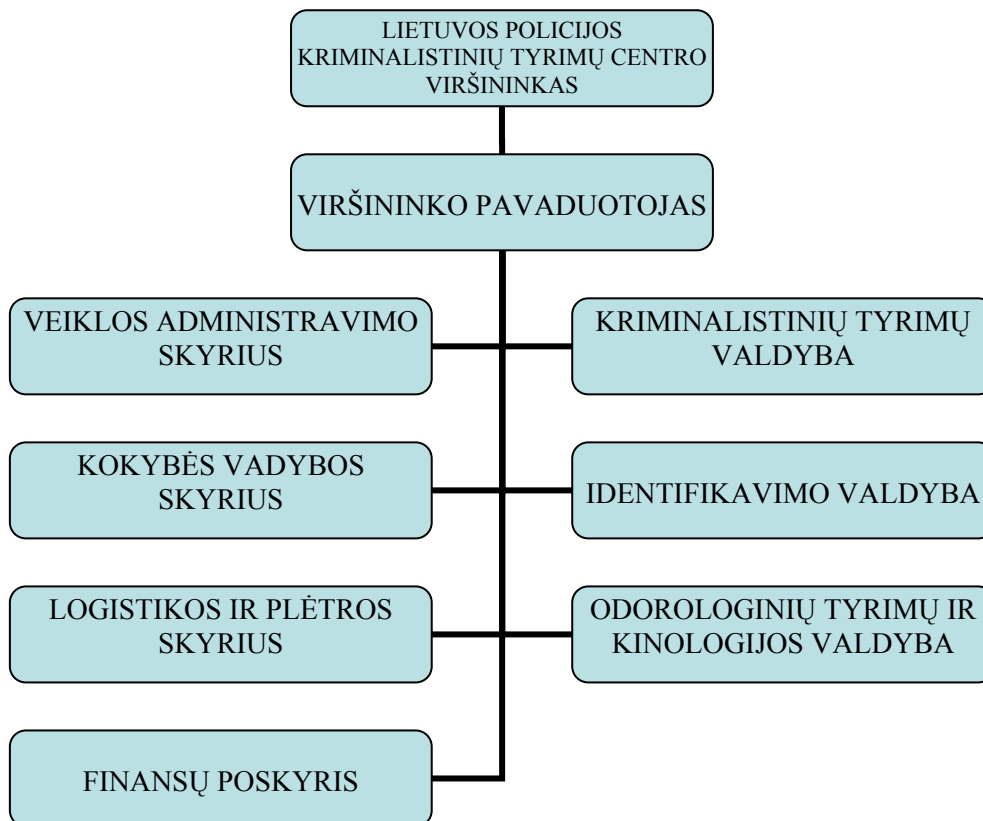 LIETUVOS POLICIJOS
KRIMINALISTINIŲ TYRIMŲ CENTRO
VIRŠININKAS
VIRŠININKO PAVADUOTOJAS
VEIKLOS ADMINISTRAVIMO
SKYRIUS
KRIMINALISTINIŲ TYRIMŲ
VALDYBA
KOKYBĖS VADYBOS
SKYRIUS
IDENTIFIKAVIMO VALDYBA
LOGISTIKOS IR PLĖTROS
SKYRIUS
ODOROLOGINIŲ TYRIMŲ IR
KINOLOGIJOS VALDYBA
FINANSŲ POSKYRIS